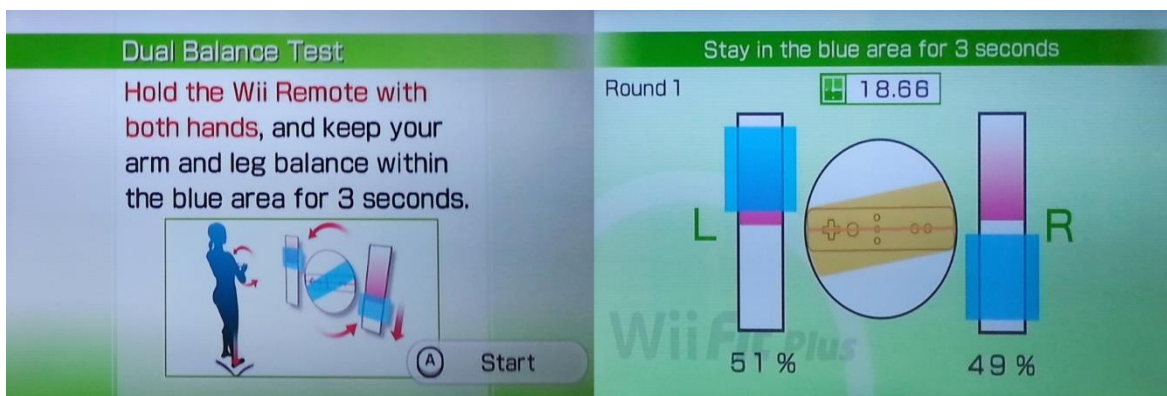 Dual Balance Test
Hold the Wii Remote with
both hands, and keep your
arm and leg balance within
the blue area for 3 seconds.
A Start
Stay in the blue area for 3 seconds
Round 1
18.66
L
R
Wii Fit Plus
51 %
49 %